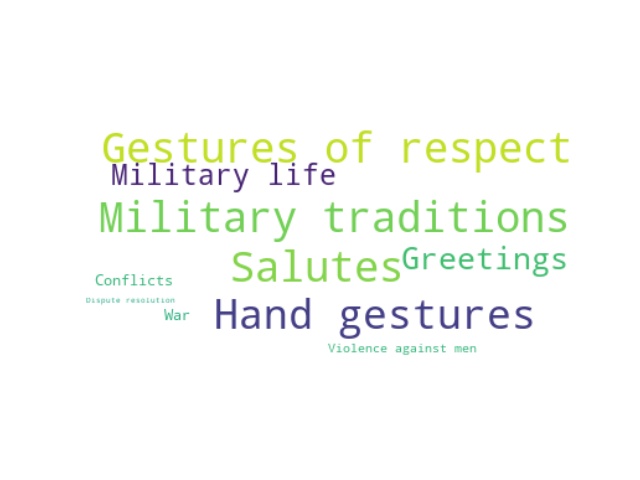 Gestures of respect
Military life
Military traditions
Salutes
Greetings
Conflicts
Dispute resolution
War
Hand gestures
Violence against men